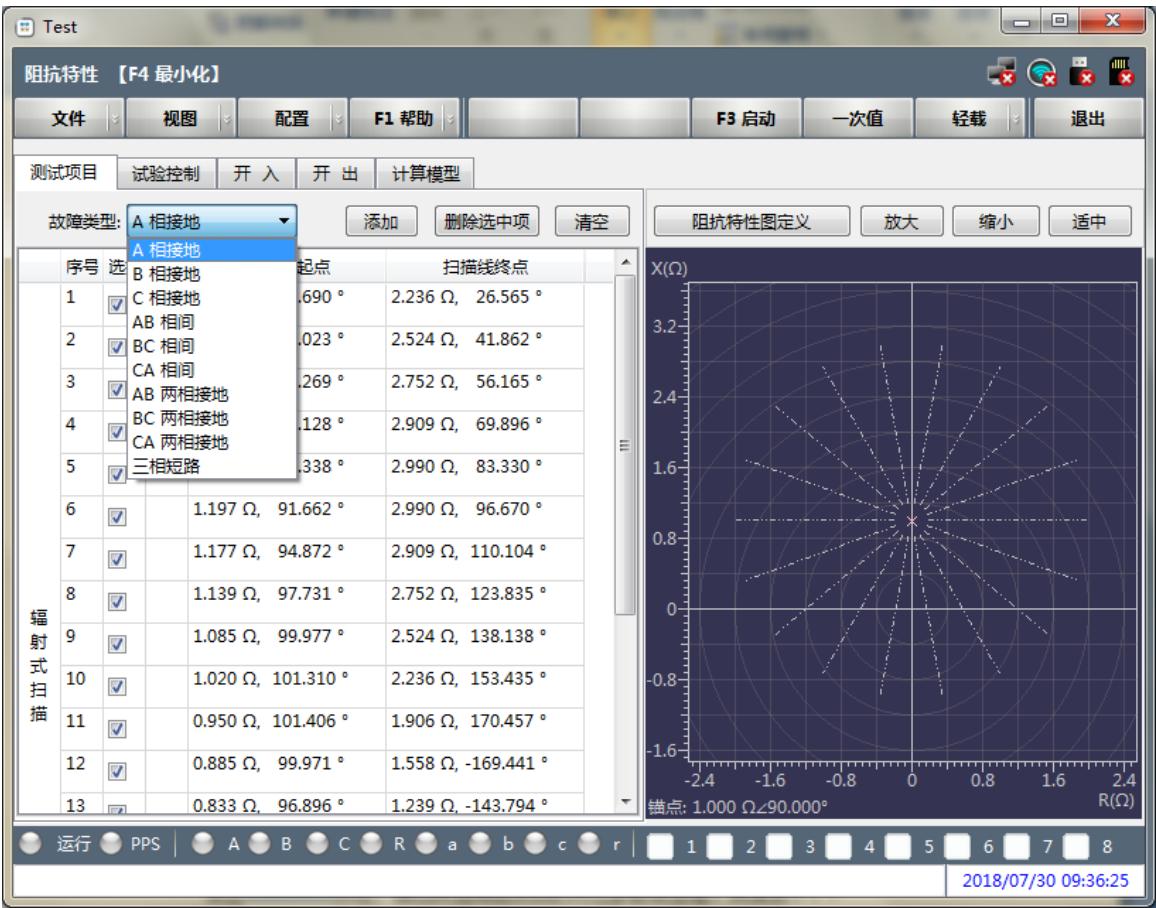 Test
阻抗特性 【F4 最小化】
文件 视图 配置 F1 帮助 F3 启动 一次值 轻载 退出
测试项目 试验控制 开 入 开 出 计算模型
故障类型: A 相接地 添加 删除选中项 清空 阻抗特性图定义 放大 缩小 适中
A 相接地
B 相接地
C 相接地
AB 相间
BC 相间
CA 相间
AB 两相接地
BC 两相接地
CA 两相接地
三相短路
序号 选 起点 扫描线终点
1 .690 ° 2.236 Ω, 26.565 °
2 .023 ° 2.524 Ω, 41.862 °
3 .269 ° 2.752 Ω, 56.165 °
4 .128 ° 2.909 Ω, 69.896 °
5 .338 ° 2.990 Ω, 83.330 °
6 1.197 Ω, 91.662 ° 2.990 Ω, 96.670 °
7 1.177 Ω, 94.872 ° 2.909 Ω, 110.104 °
8 1.139 Ω, 97.731 ° 2.752 Ω, 123.835 °
9 1.085 Ω, 99.977 ° 2.524 Ω, 138.138 °
10 1.020 Ω, 101.310 ° 2.236 Ω, 153.435 °
11 0.950 Ω, 101.406 ° 1.906 Ω, 170.457 °
12 0.885 Ω, 99.971 ° 1.558 Ω, -169.441 °
13 0.833 Ω, 96.896 ° 1.239 Ω, -143.794 °
辐射式扫描
X(Ω)
3.2
2.4
1.6
0.8
0
-0.8
-1.6
-2.4 -1.6 -0.8 0 0.8 1.6 2.4
R(Ω)
锚点: 1.000 Ω∠90.000°
运行 PPS A B C R a b c r 1 2 3 4 5 6 7 8
2018/07/30 09:36:25